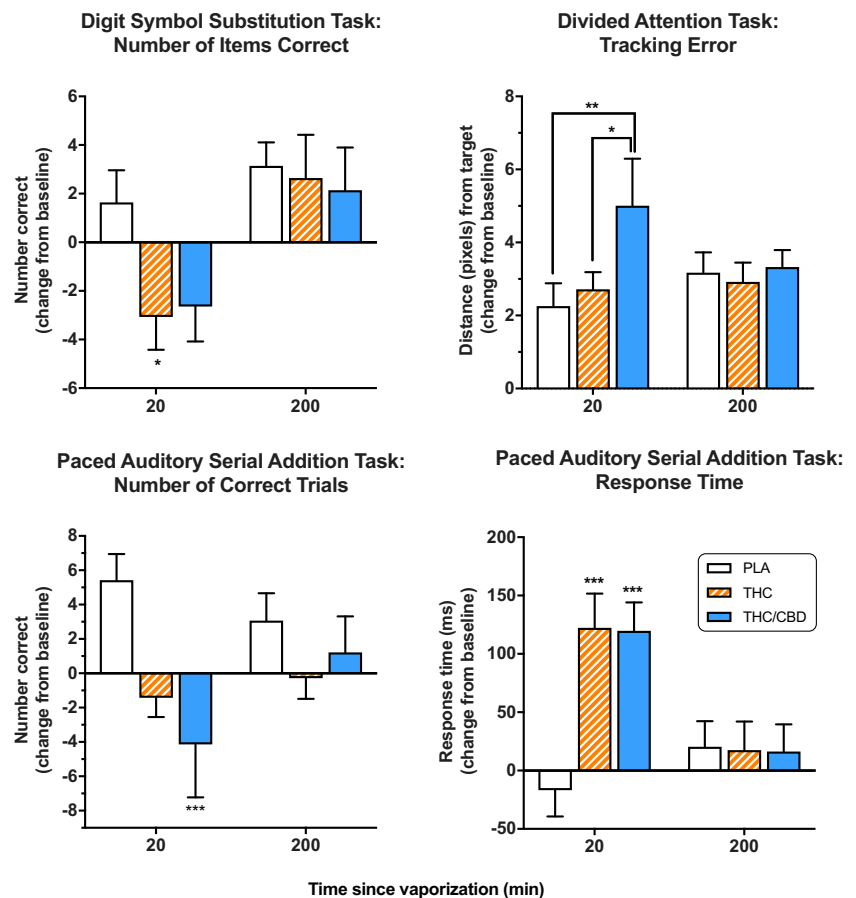 Digit Symbol Substitution Task:
Number of Items Correct
Number correct
(change from baseline)
6
4
2
0
-2
-4
-6
*
20
200
Divided Attention Task:
Tracking Error
Distance (pixels) from target
(change from baseline)
8
6
4
2
0
**
*
20
200
Paced Auditory Serial Addition Task:
Number of Correct Trials
Number correct
(change from baseline)
8
6
4
2
0
-2
-4
-6
-8
***
20
200
Paced Auditory Serial Addition Task:
Response Time
Response time (ms)
(change from baseline)
200
150
100
50
0
-50
***
***
PLA
THC
THC/CBD
20
200
Time since vaporization (min)